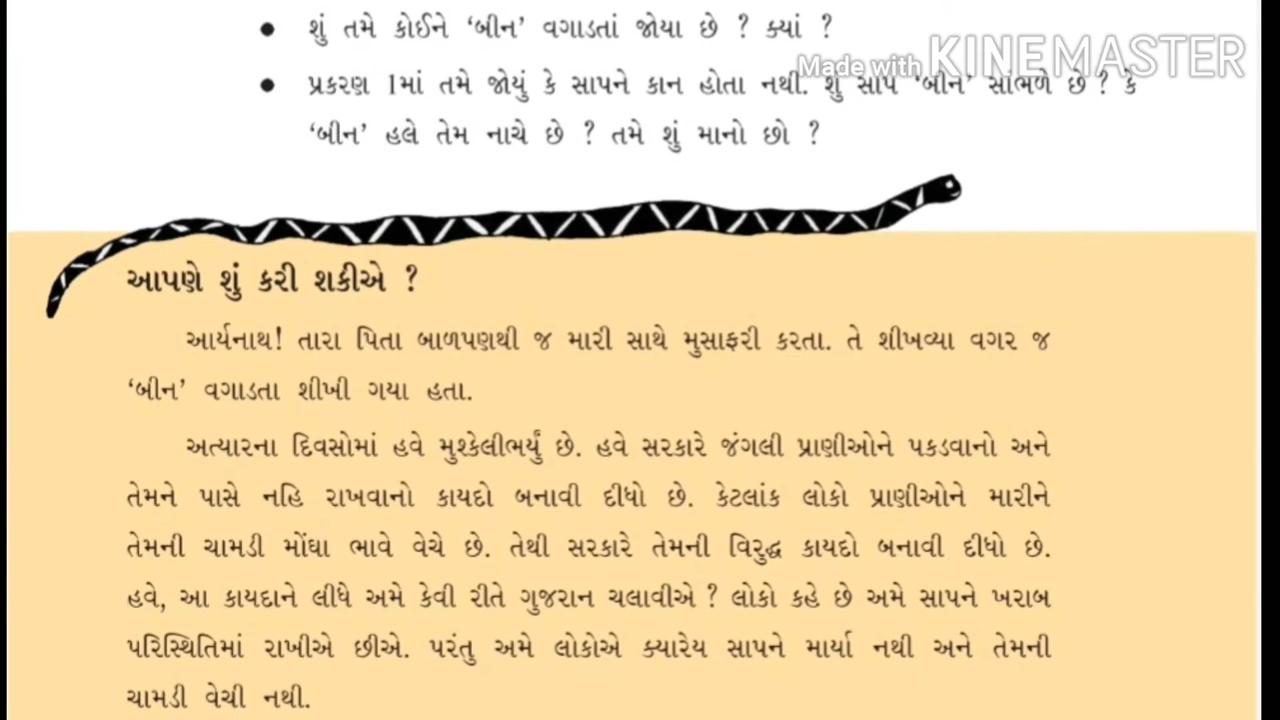 • શું તમે કોઈને ‘બીન’ વગાડતાં જોયા છે ? ક્યાં ?
Made with KINEMASTER
• પ્રકરણ 1માં તમે જોયું કે સાપને કાન હોતા નથી. શું સાપ ‘બીન’ સાંભળે છે ? કે
‘બીન’ હલે તેમ નાચે છે ? તમે શું માનો છો ?
આપણે શું કરી શકીએ ?
આર્યનાથ! તારા પિતા બાળપણથી જ મારી સાથે મુસાફરી કરતા. તે શીખવ્યા વગર જ
‘બીન’ વગાડતા શીખી ગયા હતા.
અત્યારના દિવસોમાં હવે મુશ્કેલીભર્યું છે. હવે સરકારે જંગલી પ્રાણીઓને પકડવાનો અને
તેમને પાસે નહિ રાખવાનો કાયદો બનાવી દીધો છે. કેટલાંક લોકો પ્રાણીઓને મારીને
તેમની ચામડી મોંઘા ભાવે વેચે છે. તેથી સરકારે તેમની વિરુદ્ધ કાયદો બનાવી દીધો છે.
હવે, આ કાયદાને લીધે અમે કેવી રીતે ગુજરાન ચલાવીએ ? લોકો કહે છે અમે સાપને ખરાબ
પરિસ્થિતિમાં રાખીએ છીએ. પરંતુ અમે લોકોએ ક્યારેય સાપને માર્યા નથી અને તેમની
ચામડી વેચી નથી.